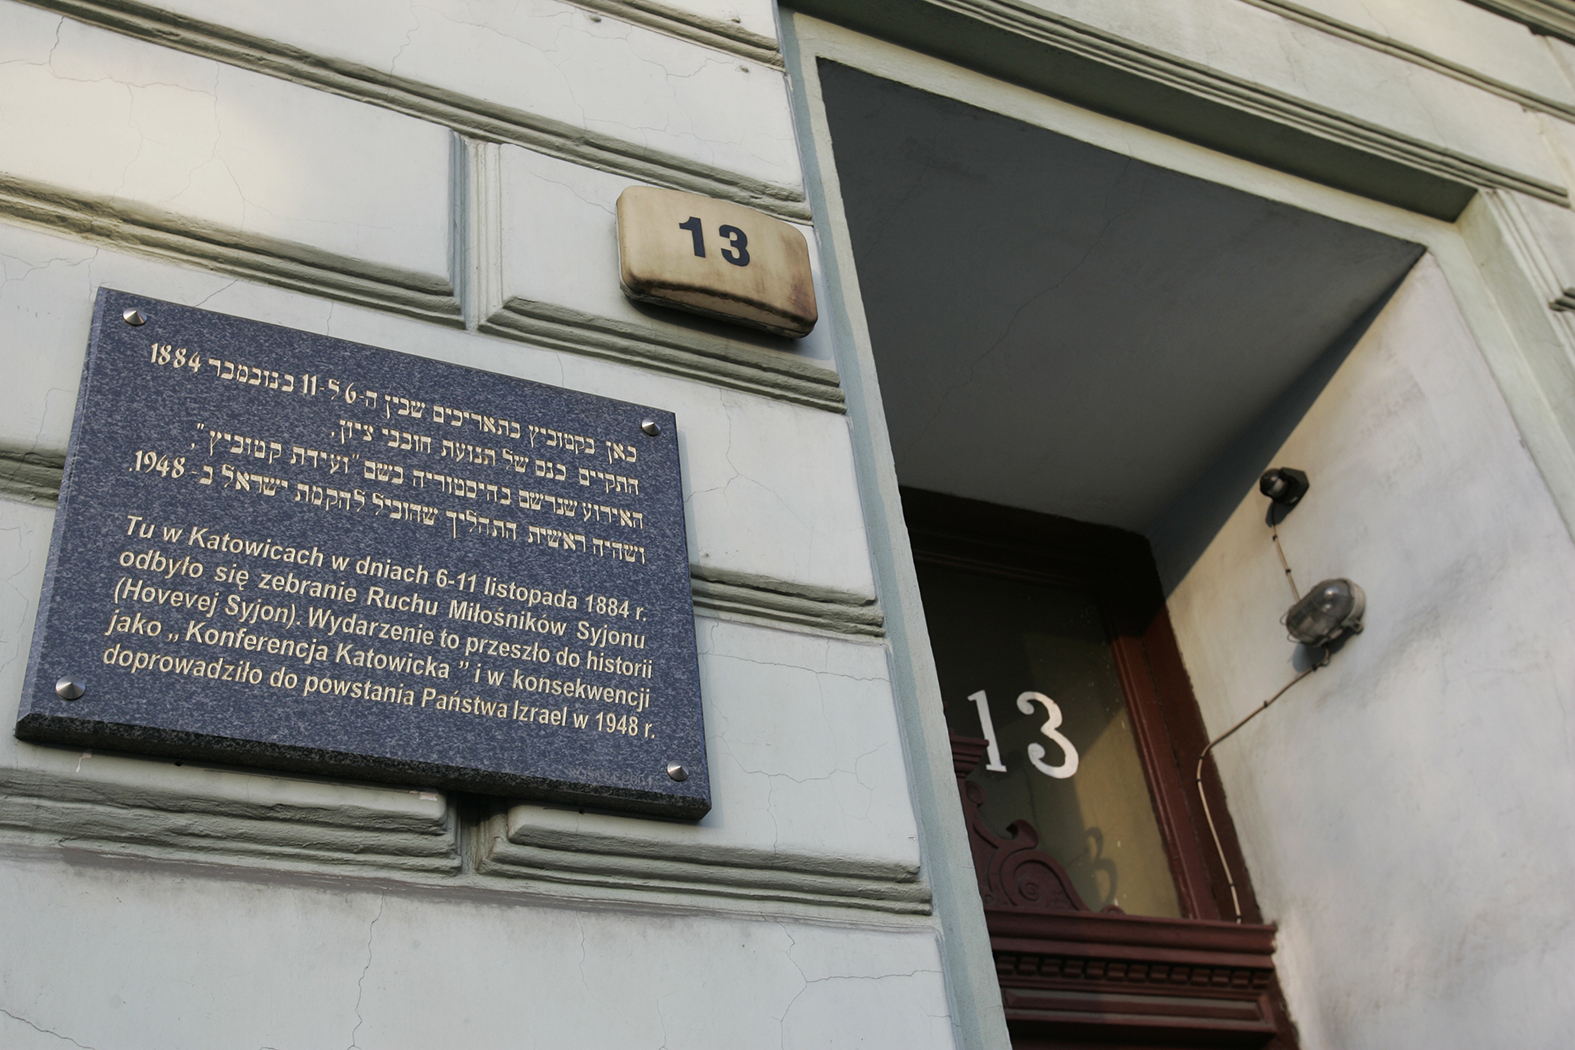 13
כאן בקטוביץ בתאריכים שבין ה-6 ל-11 בנובמבר 1884
התקיים כנס של תנועת חובבי ציון.
האירוע שנרשם בהיסטוריה בשם "ועידת קטוביץ",
ושהיה ראשית התהליך שהוביל להקמת ישראל ב-1948.
Tu w Katowicach w dniach 6-11 listopada 1884 r.
odbyło się zebranie Ruchu Miłośników Syjonu
(Hovevej Syjon). Wydarzenie to przeszło do historii
jako „Konferencja Katowicka” i w konsekwencji
doprowadziło do powstania Państwa Izrael w 1948 r.
13